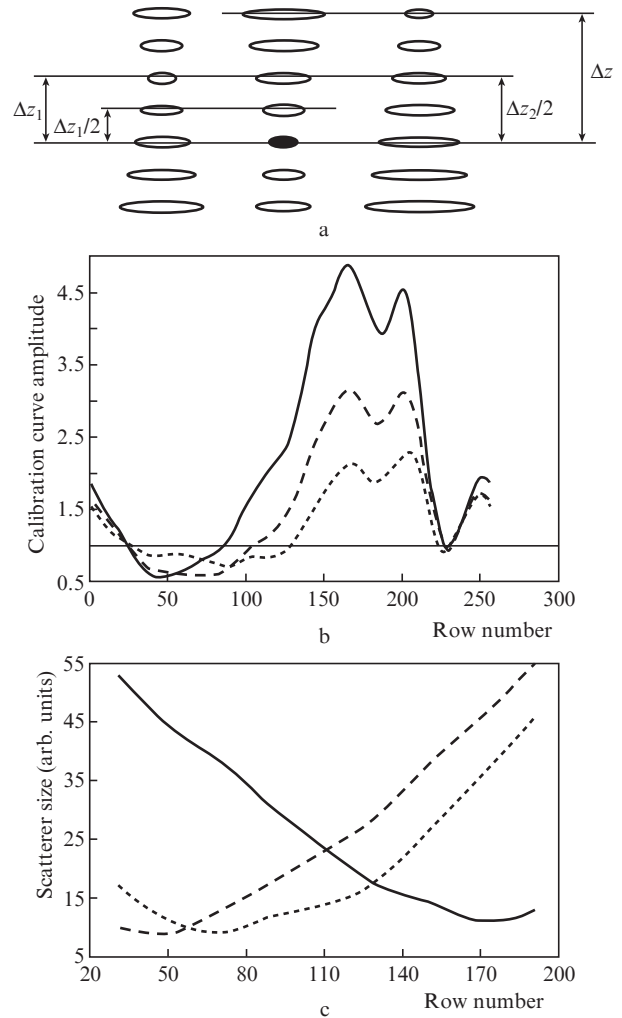 Δz
Δz₁
Δz₂/2
Δz₁/2
a
Calibration curve amplitude
4.5
3.5
2.5
1.5
0.5
0 50 100 150 200 250 300
Row number
b
Scatterer size (arb. units)
55
45
35
25
15
5
20 50 80 110 140 170 200
Row number
c